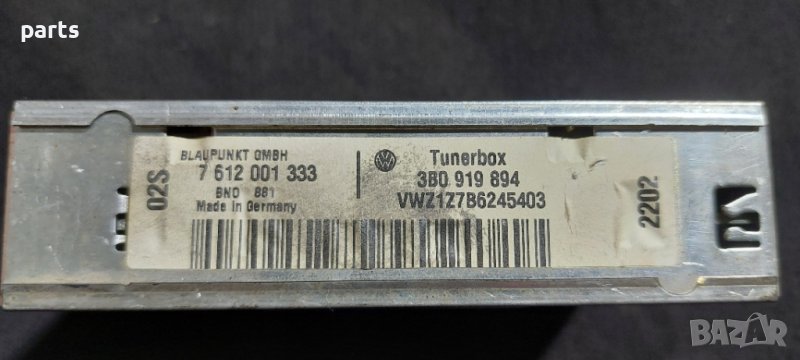 parts
BLAUPUNKT GMBH
7 612 001 333
BND 881
Made in Germany
02S
Tunerbox
3B0 919 894
VWZ1Z7B6245403
2202
BAZAR